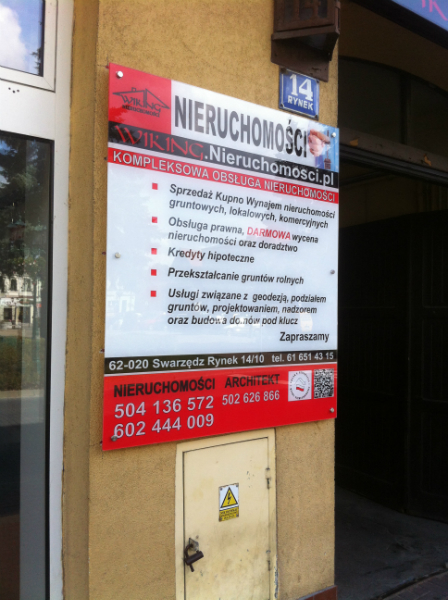 14
RYNEK
WIKING
NIERUCHOMOŚCI
WIKING.Nieruchomosci.pl
KOMPLEKSOWA OBSŁUGA NIERUCHOMOŚCI
Sprzedaż Kupno Wynajem nieruchomości
gruntowych, lokalowych, komercyjnych
Obsługa prawna, DARMOWA wycena
nieruchomości oraz doradztwo
Kredyty hipoteczne
Przekształcanie gruntów rolnych
Usługi związane z geodezją, podziałem
gruntów, projektowaniem, nadzorem
oraz budowa domów pod klucz
Zapraszamy
62-020 Swarzędz Rynek 14/10 tel. 61 651 43 15
NIERUCHOMOŚCI ARCHITEKT
504 136 572 502 626 866
602 444 009